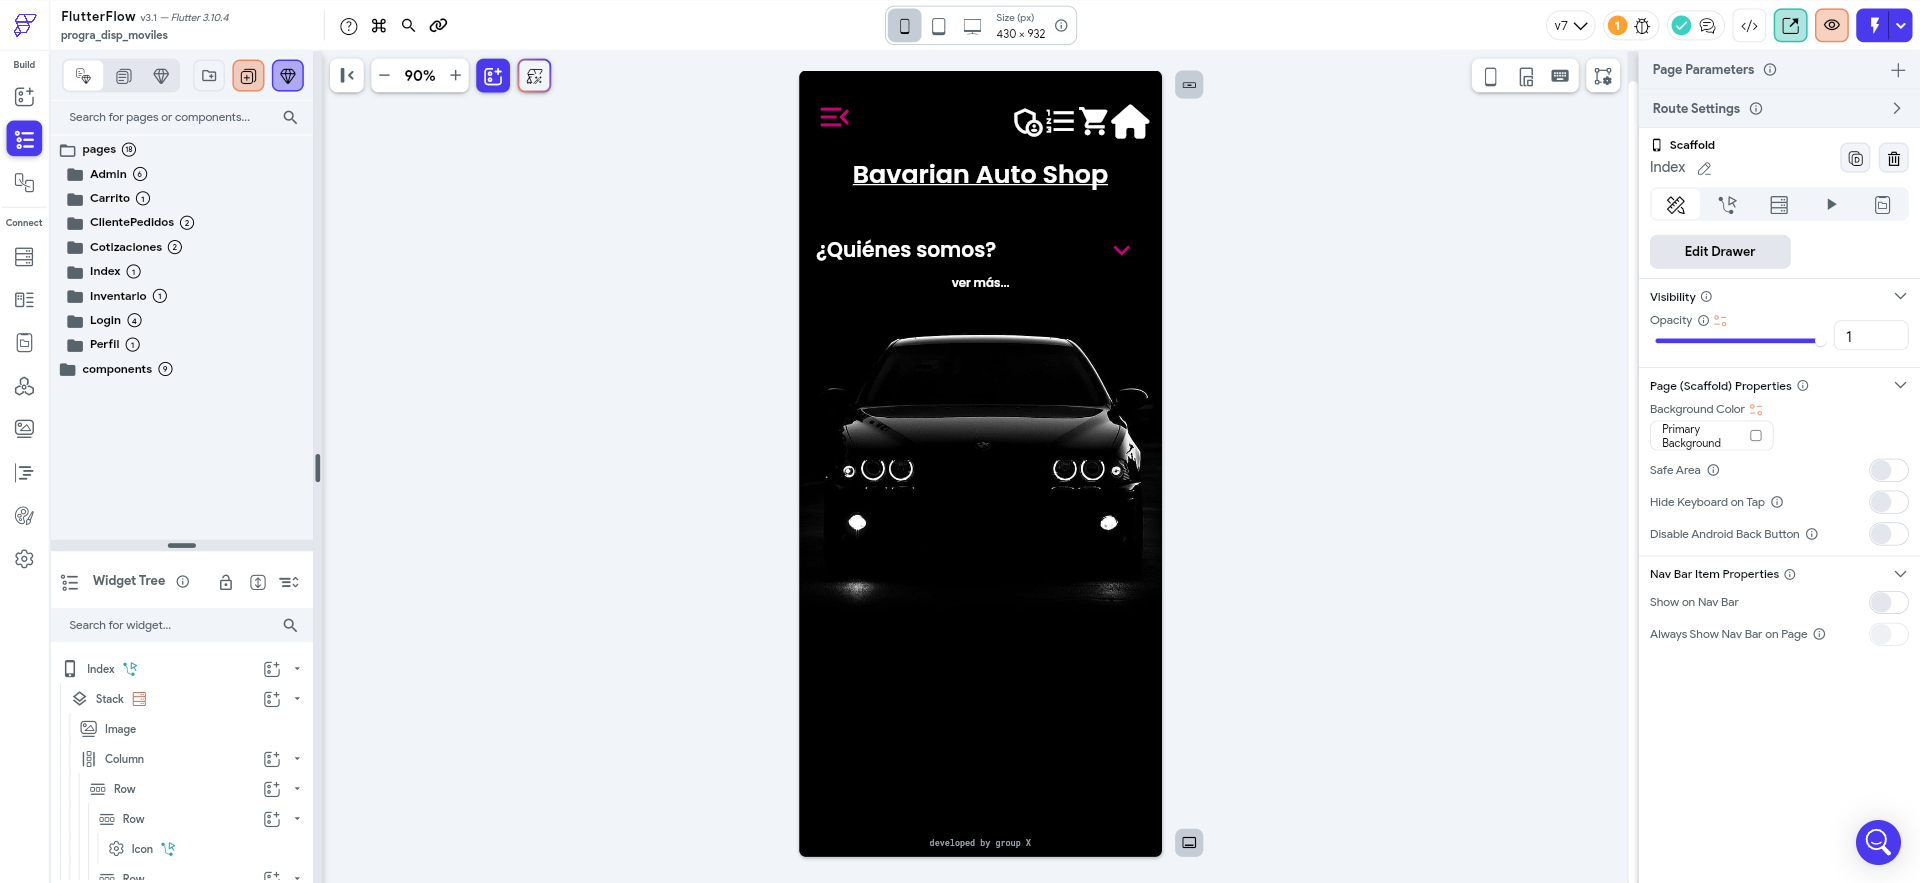 FlutterFlow v3.1 — Flutter 3.10.4
progra_disp_moviles
Size (px)
430 × 932
v7
1
Build
Connect
90%
Search for pages or components...
pages 18
Admin 6
Carrito 1
ClientePedidos 2
Cotizaciones 2
Index 1
Inventario 1
Login 4
Perfil 1
components 9
Widget Tree
Search for widget...
Index
Stack
Image
Column
Row
Row
Icon
Row
Bavarian Auto Shop
¿Quiénes somos?
ver más...
developed by group X
Page Parameters
Route Settings
Scaffold
Index
Edit Drawer
Visibility
Opacity
1
Page (Scaffold) Properties
Background Color
Primary
Background
Safe Area
Hide Keyboard on Tap
Disable Android Back Button
Nav Bar Item Properties
Show on Nav Bar
Always Show Nav Bar on Page